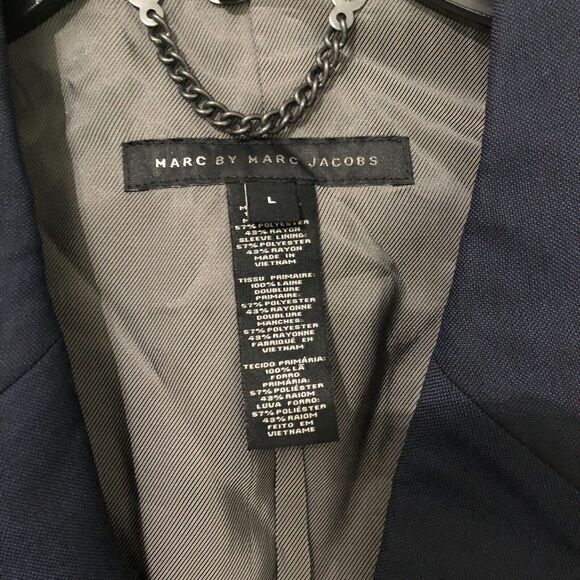 MARC BY MARC JACOBS
L
57% POLYESTER
43% RAYON
SLEEVE LINING:
57% POLYESTER
43% RAYON
MADE IN
VIETNAM
TISSU PRIMAIRE:
100% LAINE
DOUBLURE
PRIMAIRE:
57% POLYESTER
43% RAYONNE
DOUBLURE
MANCHES:
57% POLYESTER
43% RAYONNE
FABRIQUÉ EN
VIETNAM
TECIDO PRIMÁRIA:
100% LÃ
FORRO
PRIMÁRIA:
57% POLIÉSTER
43% RAIOM
LUVA FORRO:
57% POLIÉSTER
43% RAIOM
FEITO EM
VIETNAME